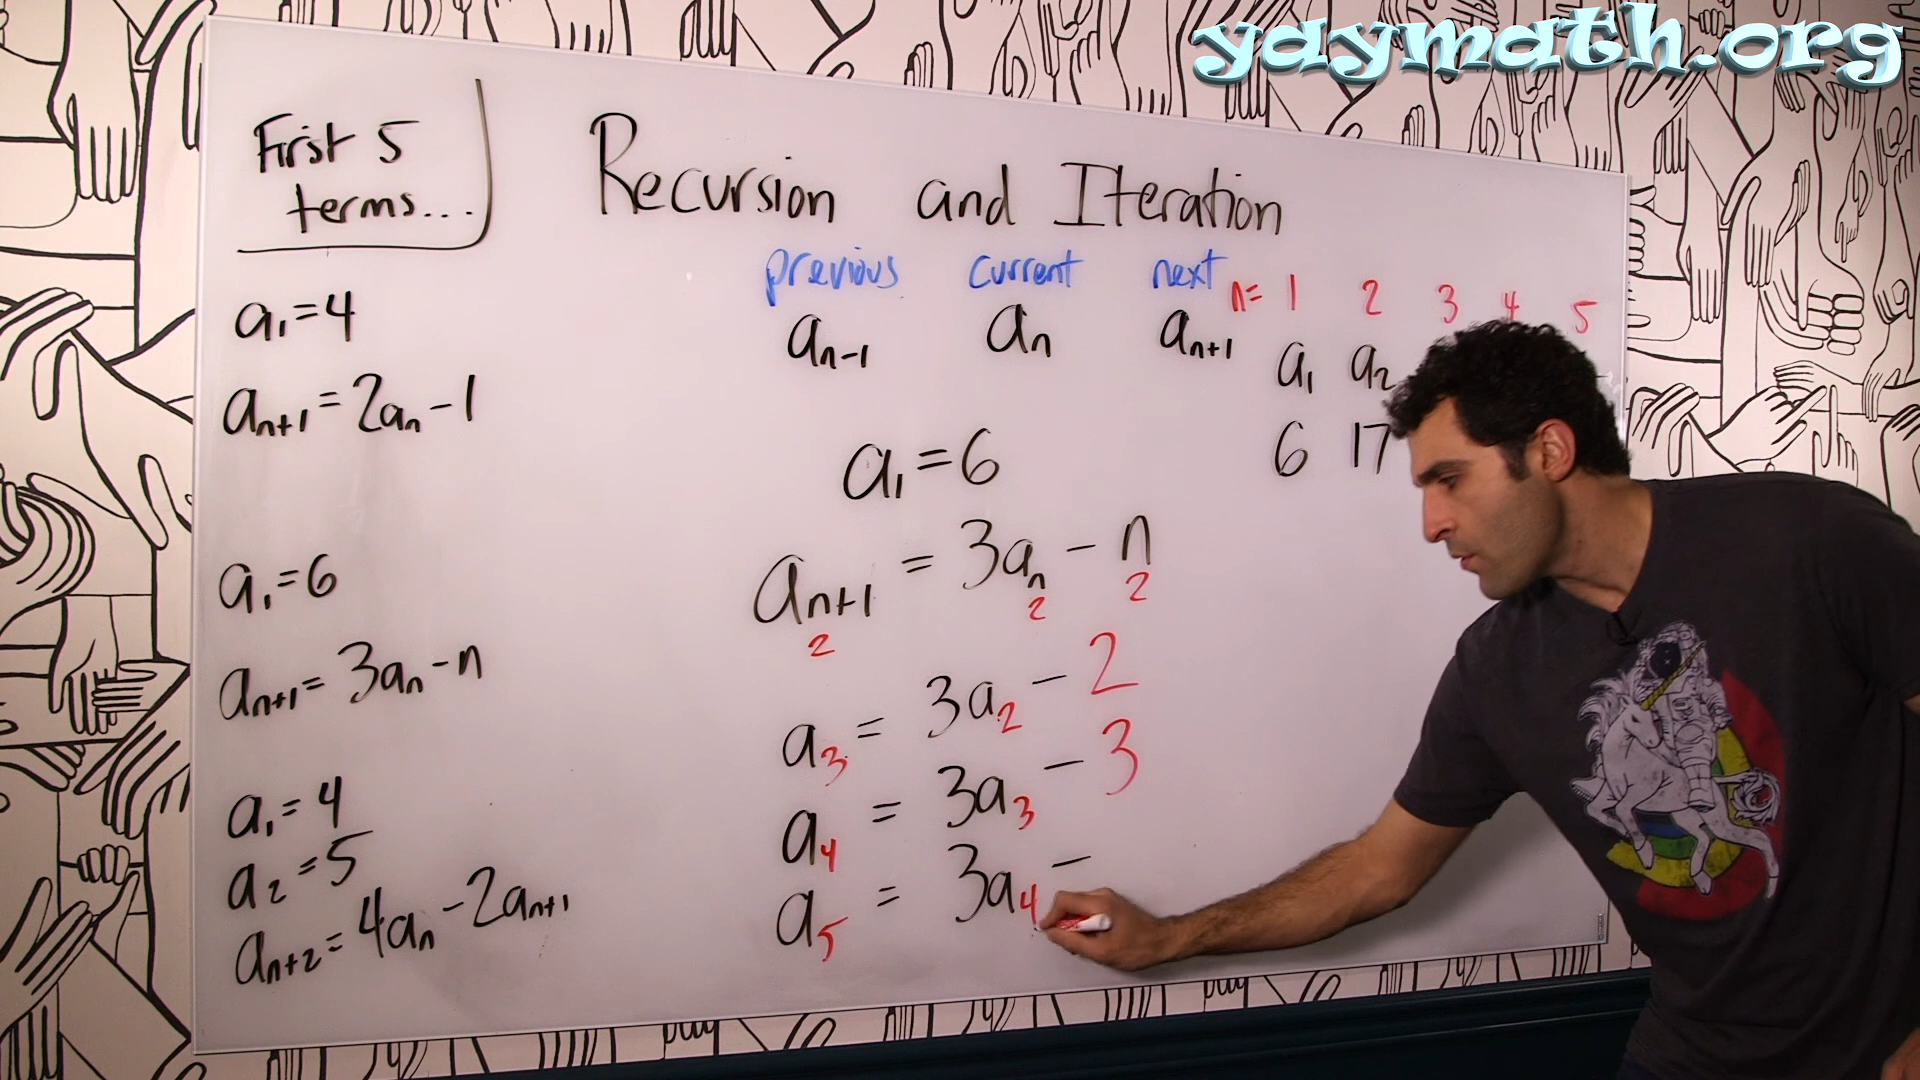 yaymath.org
First 5
terms...
Recursion and Iteration
previous current next
aₙ₋₁ aₙ aₙ₊₁
n= 1 2 3 4 5
a₁ a₂
6 17
a₁=4
aₙ₊₁=2aₙ-1
a₁=6
aₙ₊₁=3aₙ-n
a₁=4
a₂=5
aₙ₊₂=4aₙ-2aₙ₊₁
a₁=6
aₙ₊₁=3aₙ-n
2 2 2
a₃=3a₂-2
a₄=3a₃-3
a₅=3a₄-